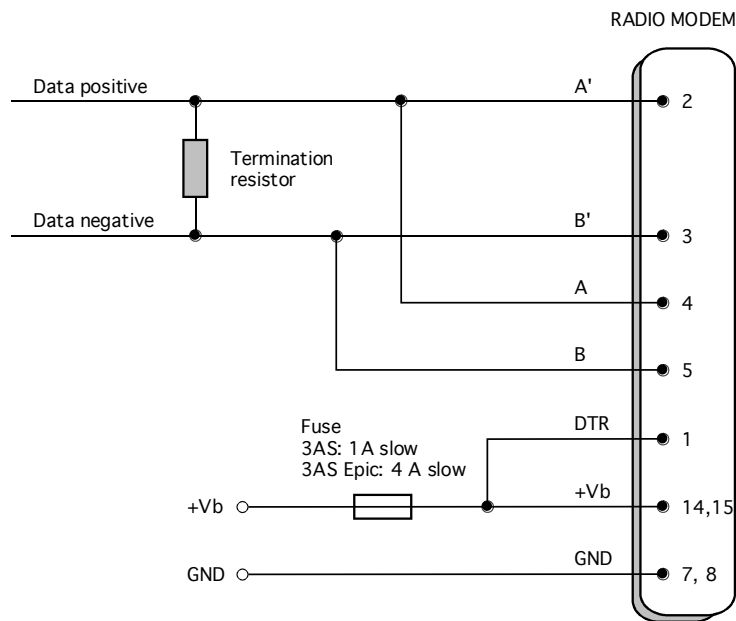 RADIO MODEM
Data positive
A'
2
Termination
resistor
Data negative
B'
3
A
4
B
5
Fuse
3AS: 1A slow
3AS Epic: 4 A slow
DTR
1
+Vb
+Vb
14,15
GND
GND
7, 8